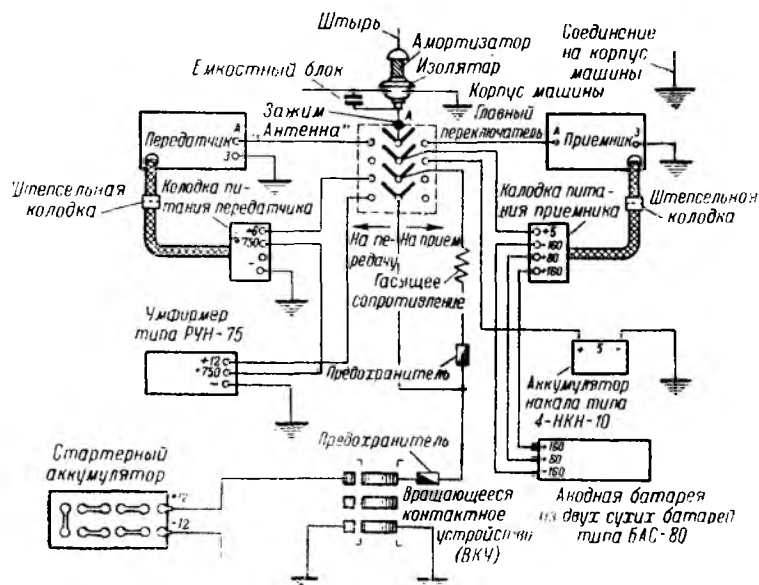 Штырь
Амортизатор
Изолятар
Емкостный блок
Корпус машины
Соединение
на корпус
машины
Зажим
„Антенна"
А
Главный
переключатель
Передатчик
А
З
А
Приемник
З
Штепсельная
колодка
Колодка пи-
тания передатчика
+6
+750
-
На пе-
редачу
На прием
Гасящее
сопротивление
Колодка пита-
ния приемника
+5
-160
+80
+160
Штепсельноя
колодка
Умформер
типа РУН-75
+12
+750
-
Предохранитель
+ 5 -
Аккумулятор
накала типа
4-НКН-10
Стартерный
аккумулятор
+12
-12
Предохранитель
Вращающееся
контактное
устройство
(ВКУ)
+160
+80
-160
Анодная батарея
из двух сухих батарей
типа БАС-80